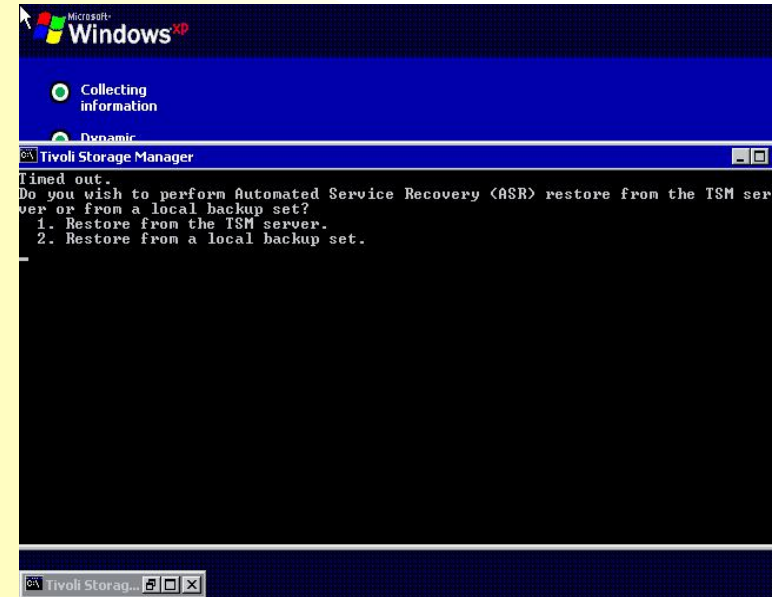 Microsoft
Windows xp
Collecting
information
Dynamic
Tivoli Storage Manager
Timed out.
Do you wish to perform Automated Service Recovery (ASR) restore from the TSM ser
ver or from a local backup set?
1. Restore from the TSM server.
2. Restore from a local backup set.
Tivoli Storag...